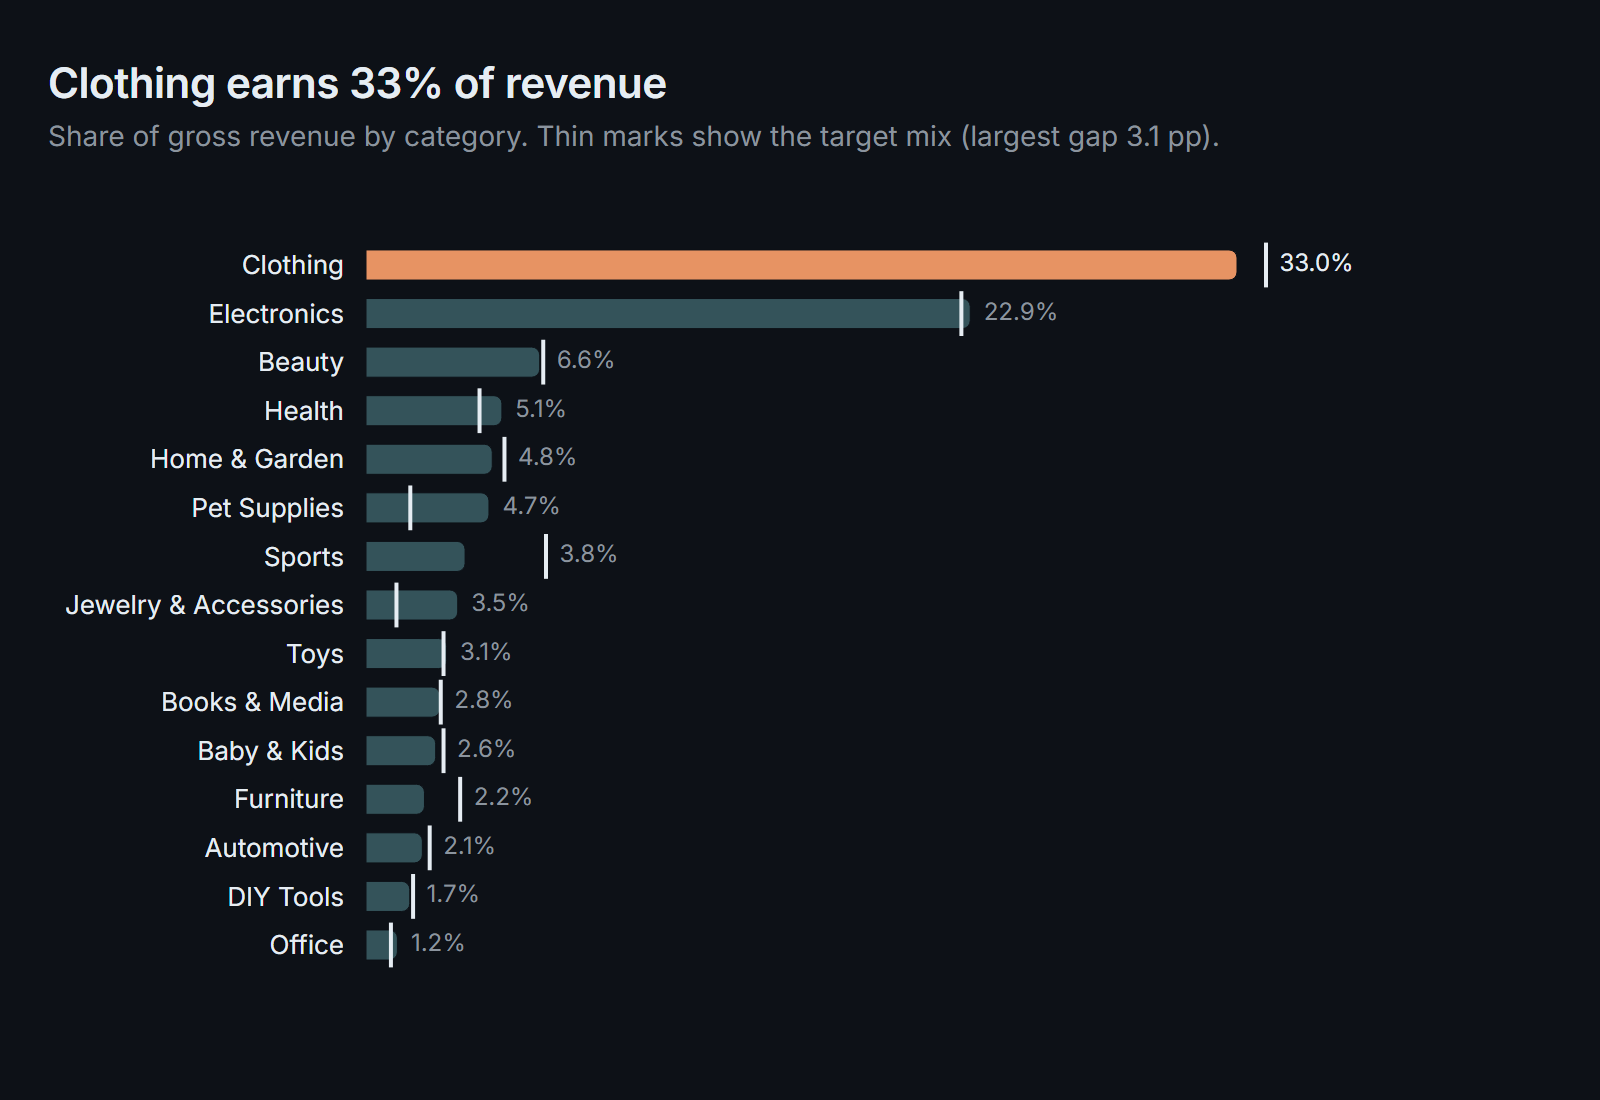 Clothing earns 33% of revenue
Share of gross revenue by category. Thin marks show the target mix (largest gap 3.1 pp).
Clothing 33.0%
Electronics 22.9%
Beauty 6.6%
Health 5.1%
Home & Garden 4.8%
Pet Supplies 4.7%
Sports 3.8%
Jewelry & Accessories 3.5%
Toys 3.1%
Books & Media 2.8%
Baby & Kids 2.6%
Furniture 2.2%
Automotive 2.1%
DIY Tools 1.7%
Office 1.2%